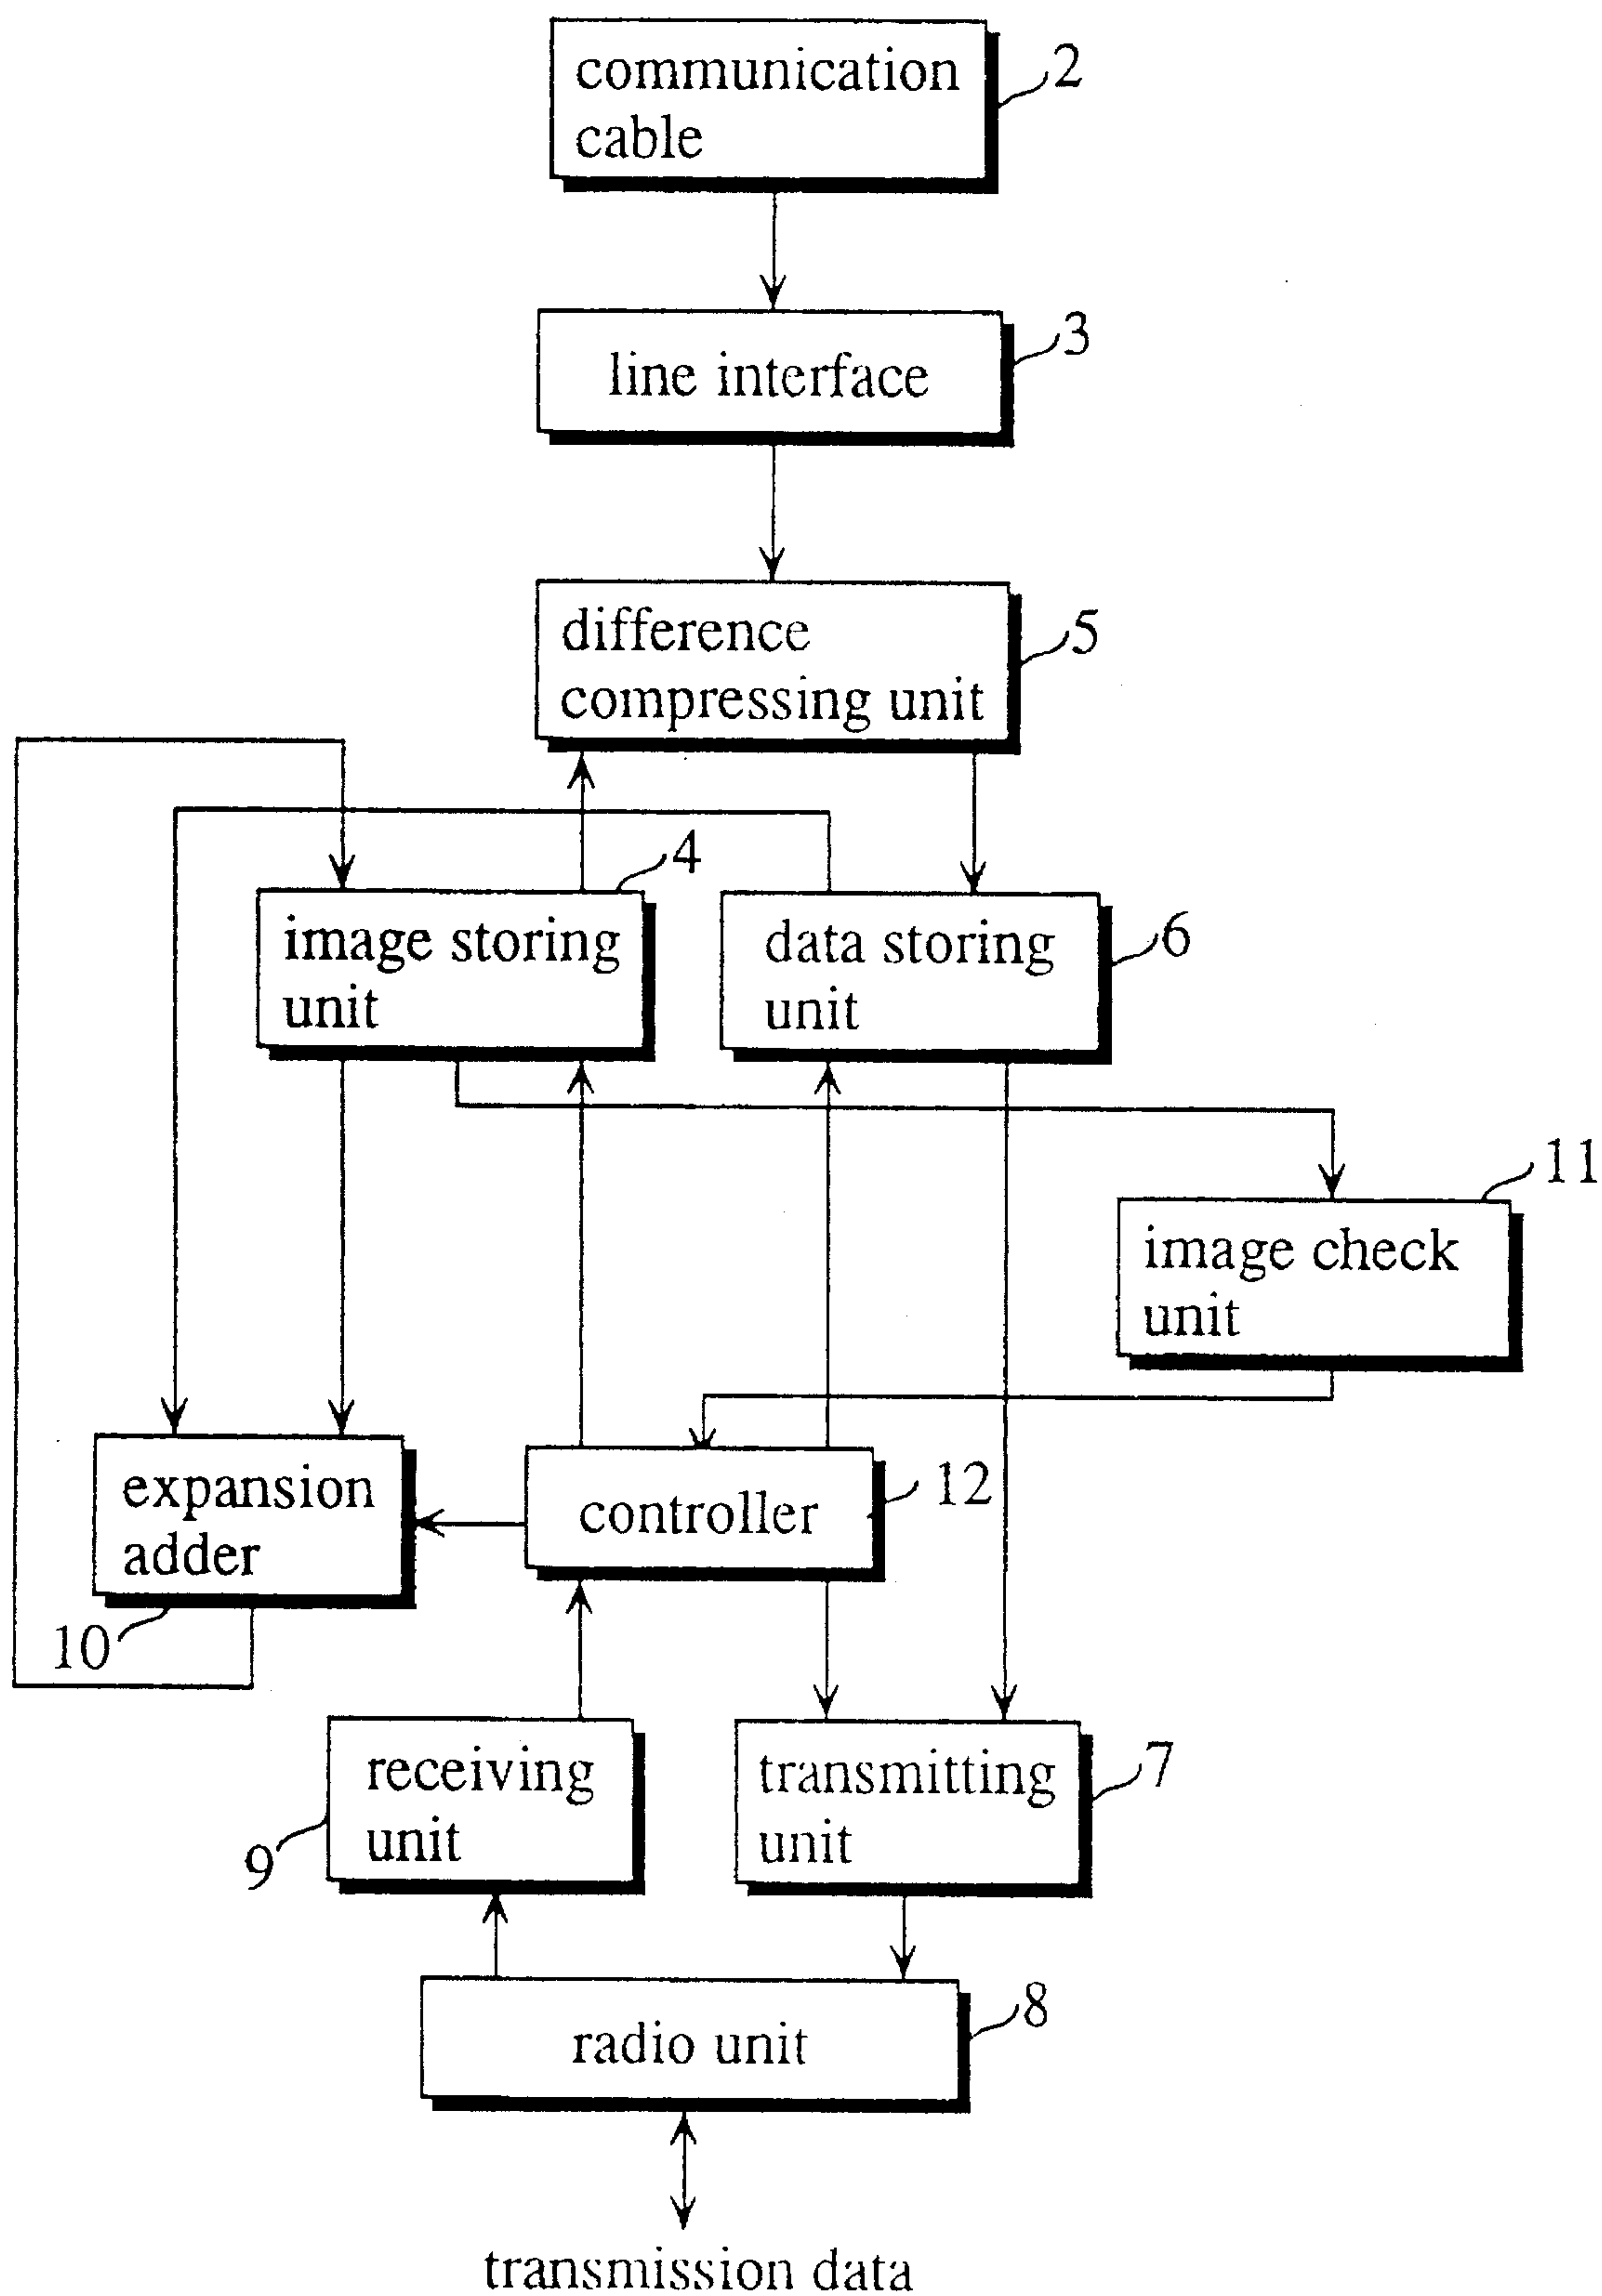 communication
cable
2
line interface
3
difference
compressing unit
5
4
image storing
unit
data storing
unit
6
11
image check
unit
expansion
adder
10
controller
12
receiving
unit
9
transmitting
unit
7
radio unit
8
transmission data